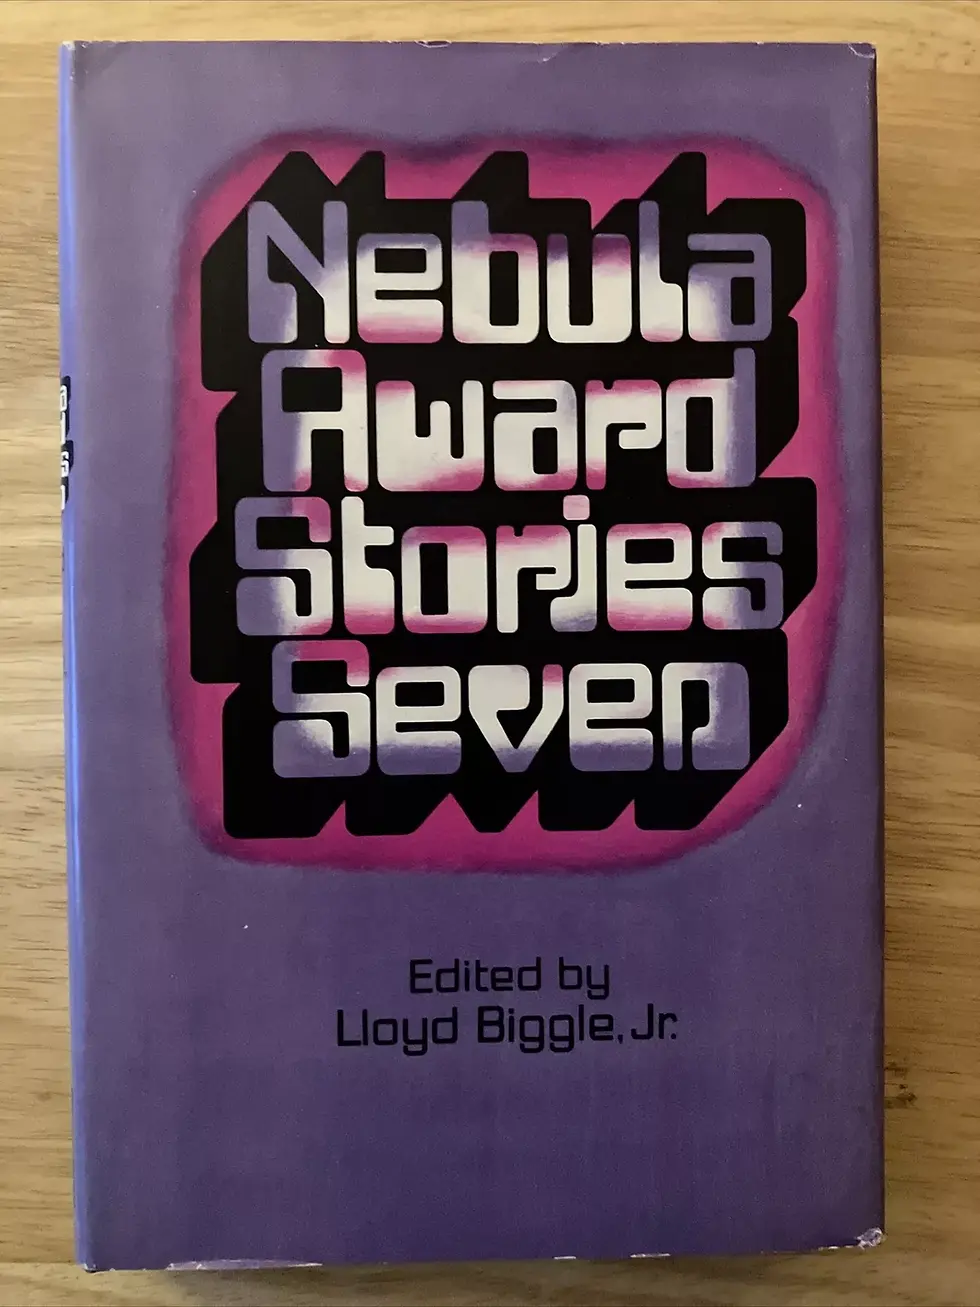 Nebula
Award
Stories
Seven
Edited by
Lloyd Biggle, Jr.